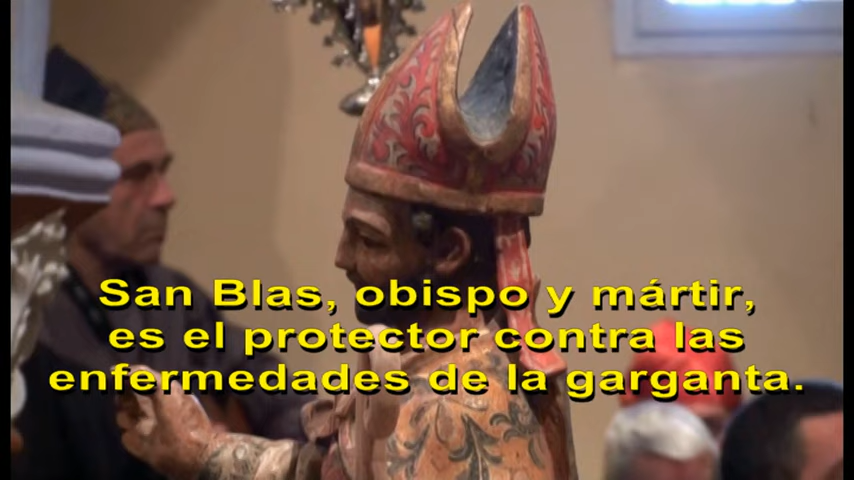 San Blas, obispo y mártir,
es el protector contra las
enfermedades de la garganta.